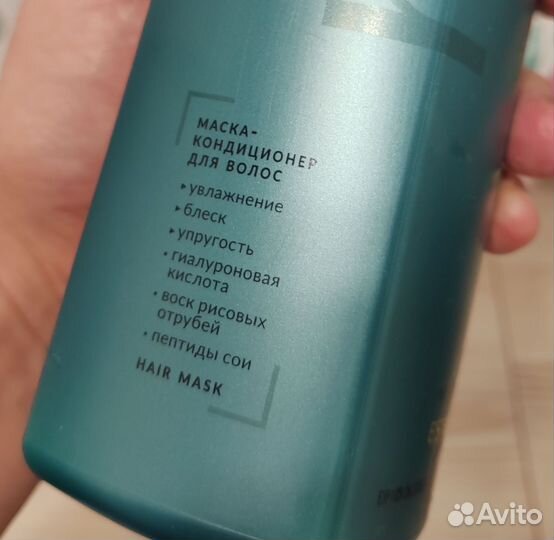 МАСКА-
КОНДИЦИОНЕР
ДЛЯ ВОЛОС
▸увлажнение
▸блеск
▸упругость
• гиалуроновая
кислота
• воск рисовых
отрубей
• пептиды сои
HAIR MASK
Avito